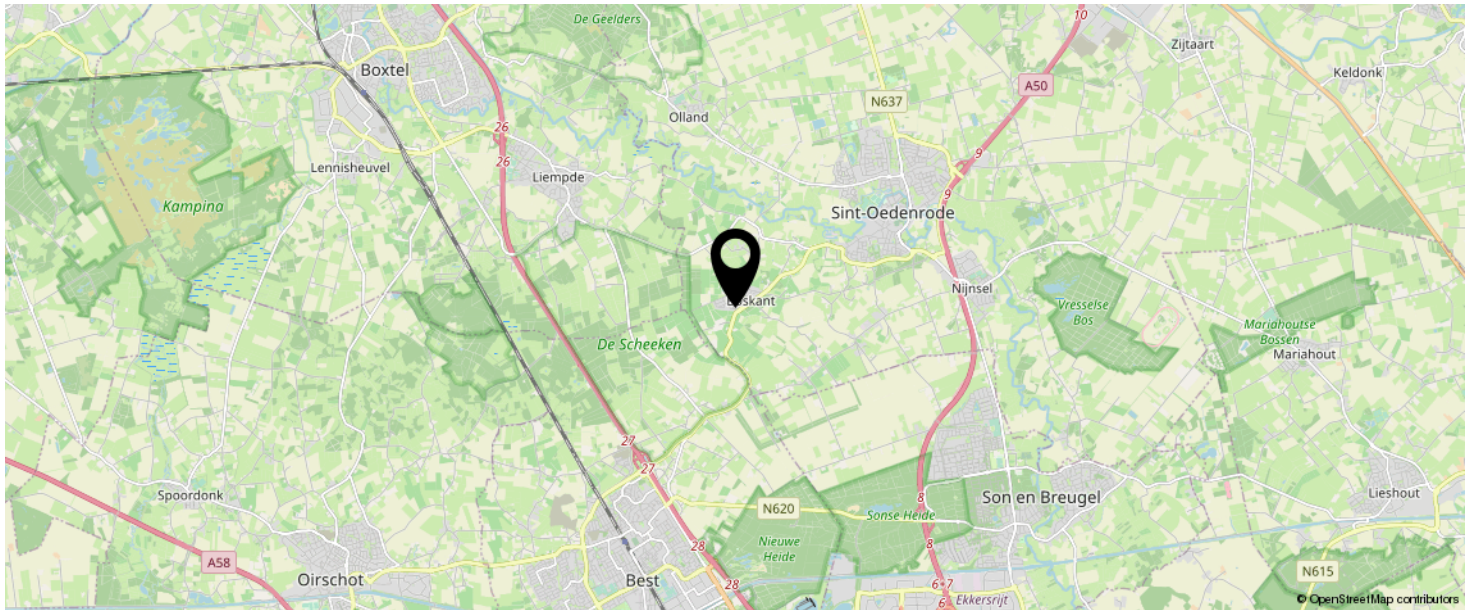 De Geelders
10
Zijtaart
Boxtel
Keldonk
A50
N637
Olland
26
26
9
Lennisheuvel
Liempde
9
Kampina
Sint-Oedenrode
Nijnsel
Vresselse
Bos
Mariahoutse
Bossen
De Scheeken
Mariahout
27
27
Spoordonk
8
Son en Breugel
Lieshout
N620
Sonse Heide
Nieuwe
Heide
28
8
A58
Oirschot
Best
28
6
7
N615
Ekkersrijt
© OpenStreetMap contributors